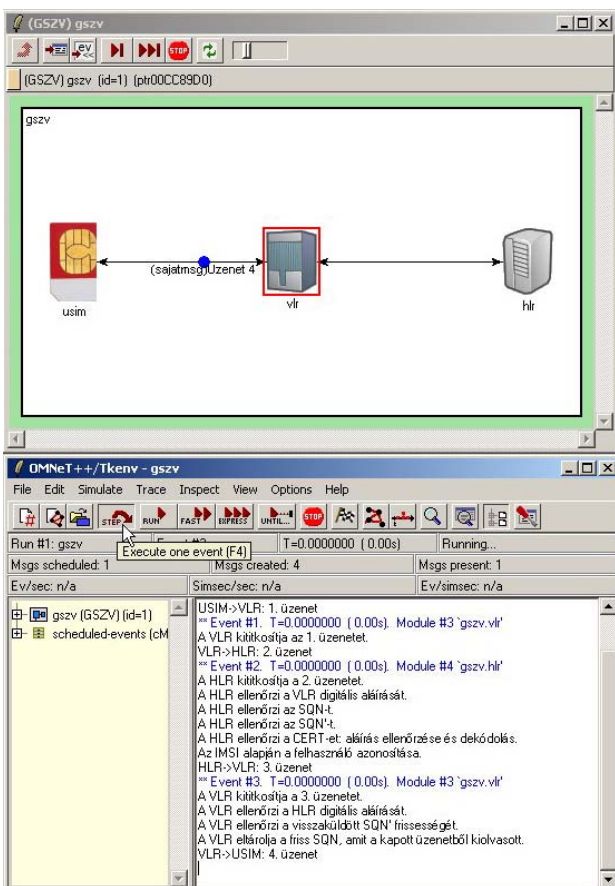 (GSZV) gszv
STOP
(GSZV) gszv (id=1) (ptr00CC89D0)
gszv
(sajatmsg)Uzenet 4
usim
vlr
hlr
OMNeT++/Tkenv - gszv
File Edit Simulate Trace Inspect View Options Help
STEP RUN FAST EXPRESS UNTIL... STOP
Run #1: gszv T=0.0000000 ( 0.00s) Running...
Execute one event (F4)
Msgs scheduled: 1 Msgs created: 4 Msgs present: 1
Ev/sec: n/a Simsec/sec: n/a Ev/simsec: n/a
gszv (GSZV) (id=1)
scheduled-events (cM
USIM->VLR: 1. üzenet
** Event #1. T=0.0000000 ( 0.00s). Module #3 `gszv.vlr'
A VLR kititkosítja az 1. üzenetet.
VLR->HLR: 2. üzenet
** Event #2. T=0.0000000 ( 0.00s). Module #4 `gszv.hlr'
A HLR kititkosítja a 2. üzenetet.
A HLR ellenőrzi a VLR digitális aláírását.
A HLR ellenőrzi az SQN-t.
A HLR ellenőrzi az SQN'-t.
A HLR ellenőrzi a CERT-et: aláírás ellenőrzése és dekódolás.
Az IMSI alapján a felhasználó azonosítása.
HLR->VLR: 3. üzenet
** Event #3. T=0.0000000 ( 0.00s). Module #3 `gszv.vlr'
A VLR kititkosítja a 3. üzenetet.
A VLR ellenőrzi a HLR digitális aláírását.
A VLR ellenőrzi a visszaküldött SQN' frissességét.
A VLR eltárolja a friss SQN, amit a kapott üzenetből kiolvasott.
VLR->USIM: 4. üzenet